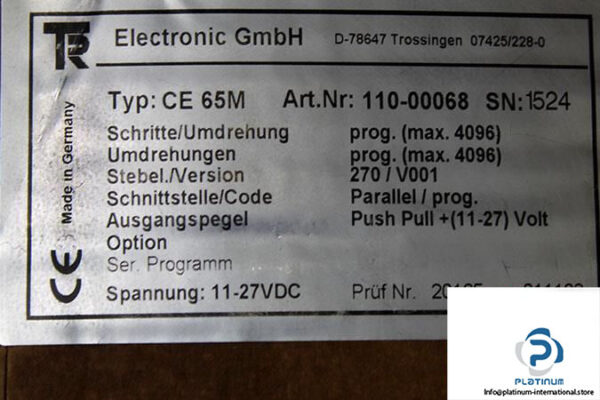 TR Electronic GmbH D-78647 Trossingen 07425/228-0
Made in Germany
Typ: CE 65M Art.Nr: 110-00068 SN: 1524
Schritte/Umdrehung prog. (max. 4096)
Umdrehungen prog. (max. 4096)
Stebel./Version 270 / V001
Schnittstelle/Code Parallel / prog.
Ausgangspegel Push Pull +(11-27) Volt
Option
Ser. Programm
CE
Spannung: 11-27VDC Prüf Nr.
PLATINUM
Info@platinum-international.store